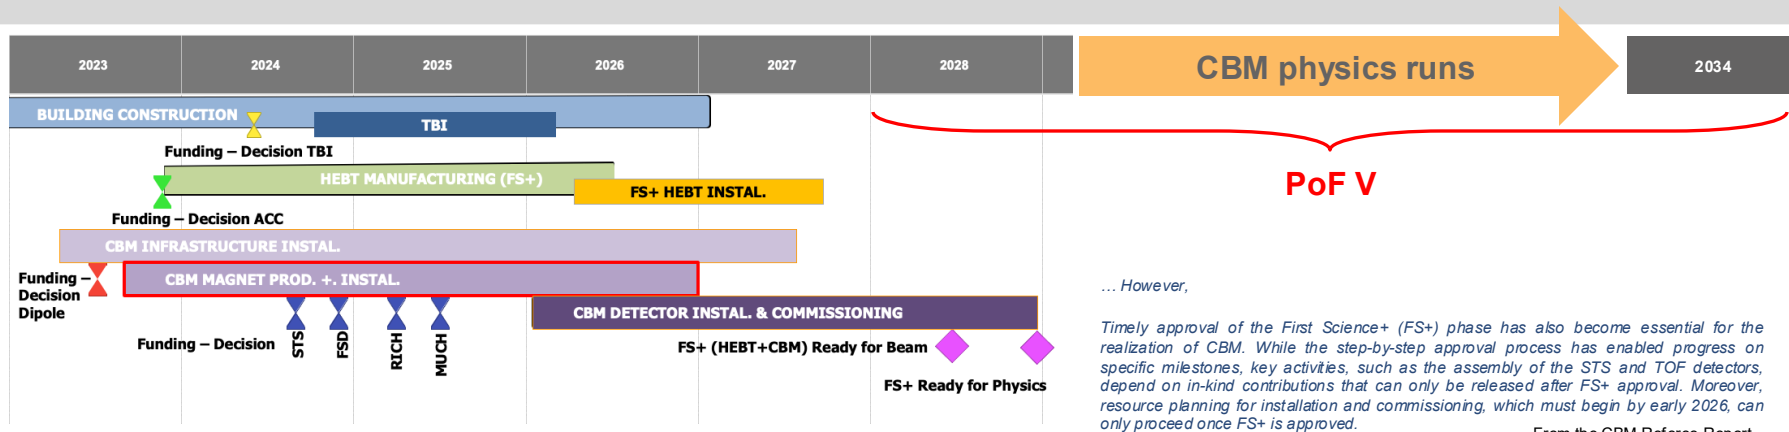 2023 2024 2025 2026 2027 2028 CBM physics runs 2034
BUILDING CONSTRUCTION
TBI
Funding – Decision TBI
PoF V
HEBT MANUFACTURING (FS+)
FS+ HEBT INSTAL.
Funding – Decision ACC
CBM INFRASTRUCTURE INSTAL.
Funding –
Decision
Dipole
CBM MAGNET PROD. +. INSTAL.
CBM DETECTOR INSTAL. & COMMISSIONING
Funding – Decision
STS
FSD
RICH
MUCH
FS+ (HEBT+CBM) Ready for Beam
FS+ Ready for Physics
... However,
Timely approval of the First Science+ (FS+) phase has also become essential for the
realization of CBM. While the step-by-step approval process has enabled progress on
specific milestones, key activities, such as the assembly of the STS and TOF detectors,
depend on in-kind contributions that can only be released after FS+ approval. Moreover,
resource planning for installation and commissioning, which must begin by early 2026, can
only proceed once FS+ is approved.
From the CBM Referee Report